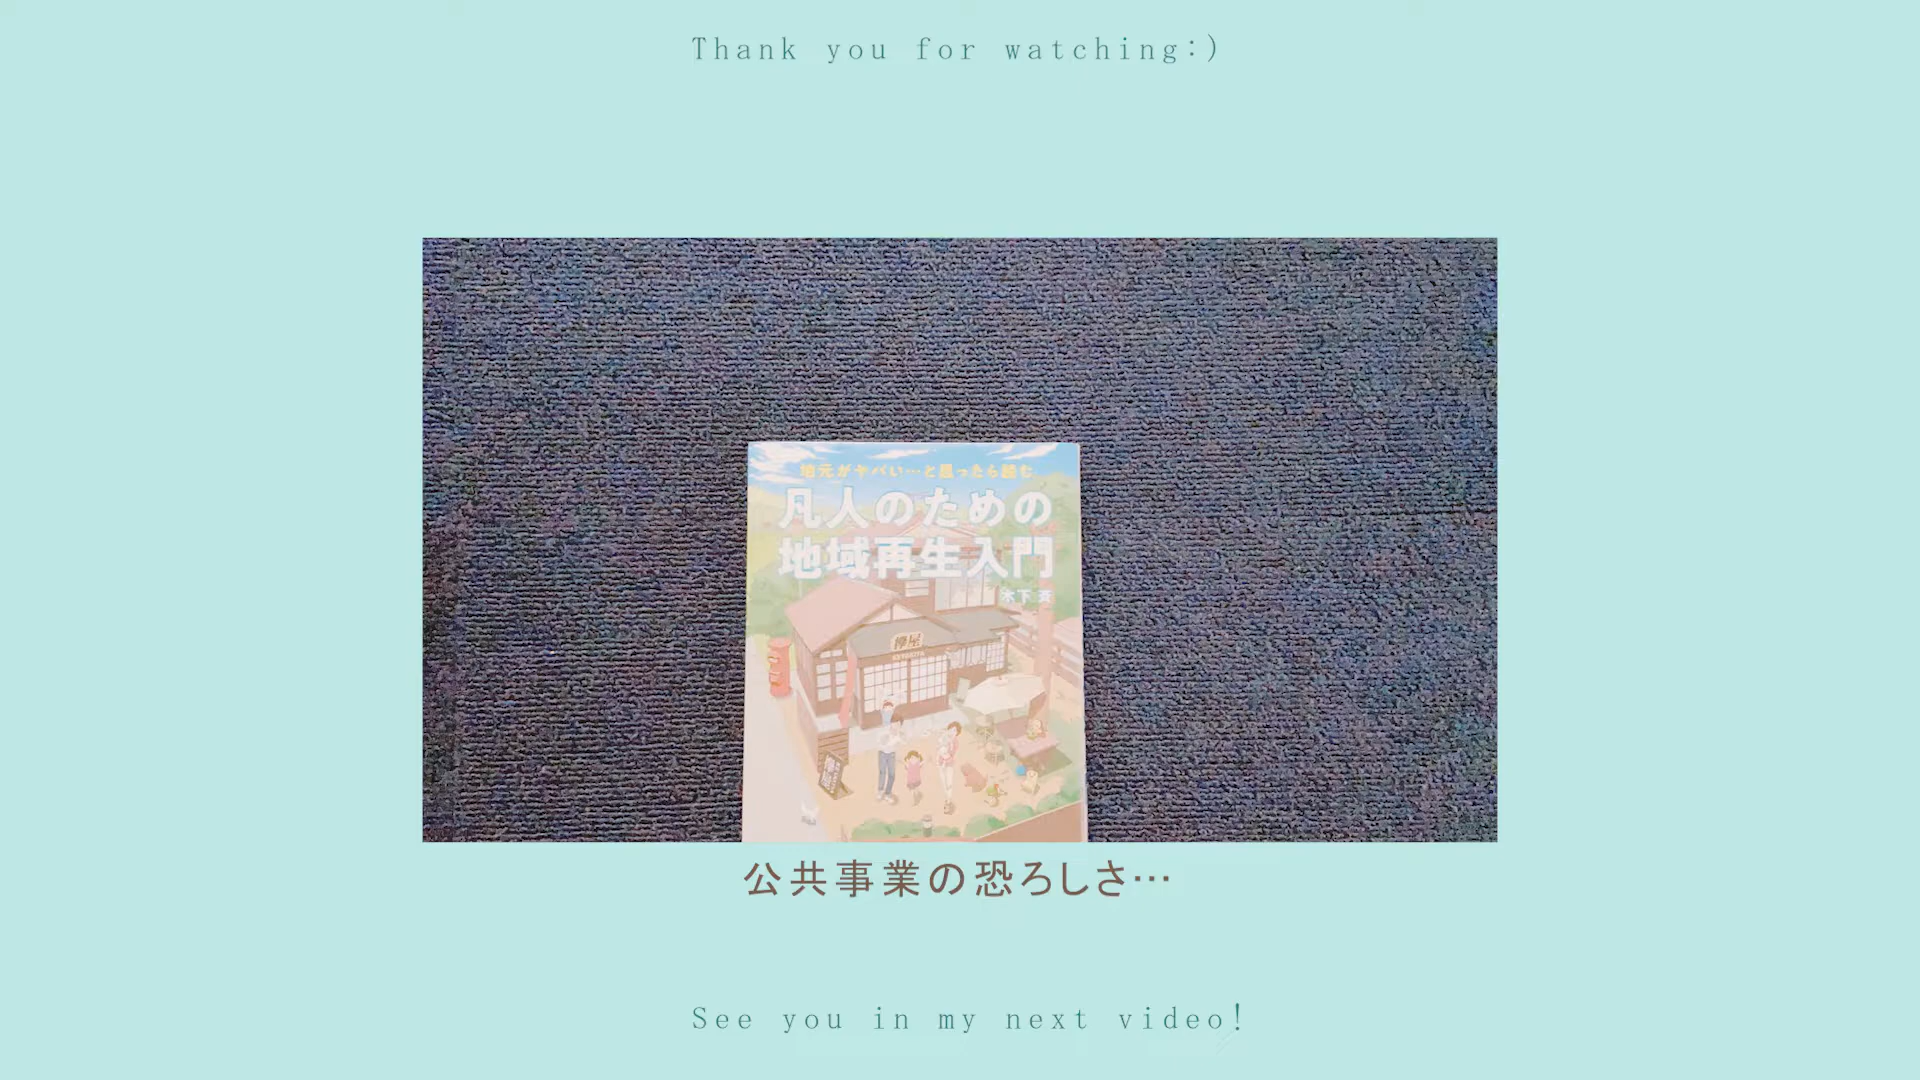 Thank you for watching:)
地元がヤバい…と思ったら読む
凡人のための
地域再生入門
木下 斉
欅屋
公共事業の恐ろしさ…
See you in my next video!